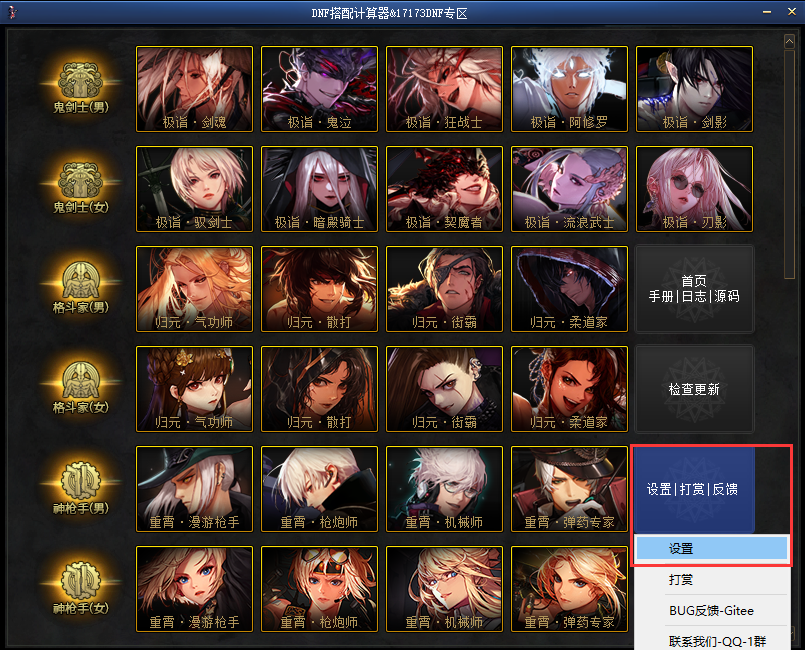 DNF搭配计算器&17173DNF专区
鬼剑士(男)
极诣·剑魂
极诣·鬼泣
极诣·狂战士
极诣·阿修罗
极诣·剑影
鬼剑士(女)
极诣·驭剑士
极诣·暗殿骑士
极诣·契魔者
极诣·流浪武士
极诣·刃影
格斗家(男)
归元·气功师
归元·散打
归元·街霸
归元·柔道家
首页
手册|日志|源码
格斗家(女)
归元·气功师
归元·散打
归元·街霸
归元·柔道家
检查更新
神枪手(男)
重霄·漫游枪手
重霄·枪炮师
重霄·机械师
重霄·弹药专家
设置|打赏|反馈
设置
打赏
BUG反馈-Gitee
联系我们-QQ-1群
神枪手(女)
重霄·漫游枪手
重霄·枪炮师
重霄·机械师
重霄·弹药专家